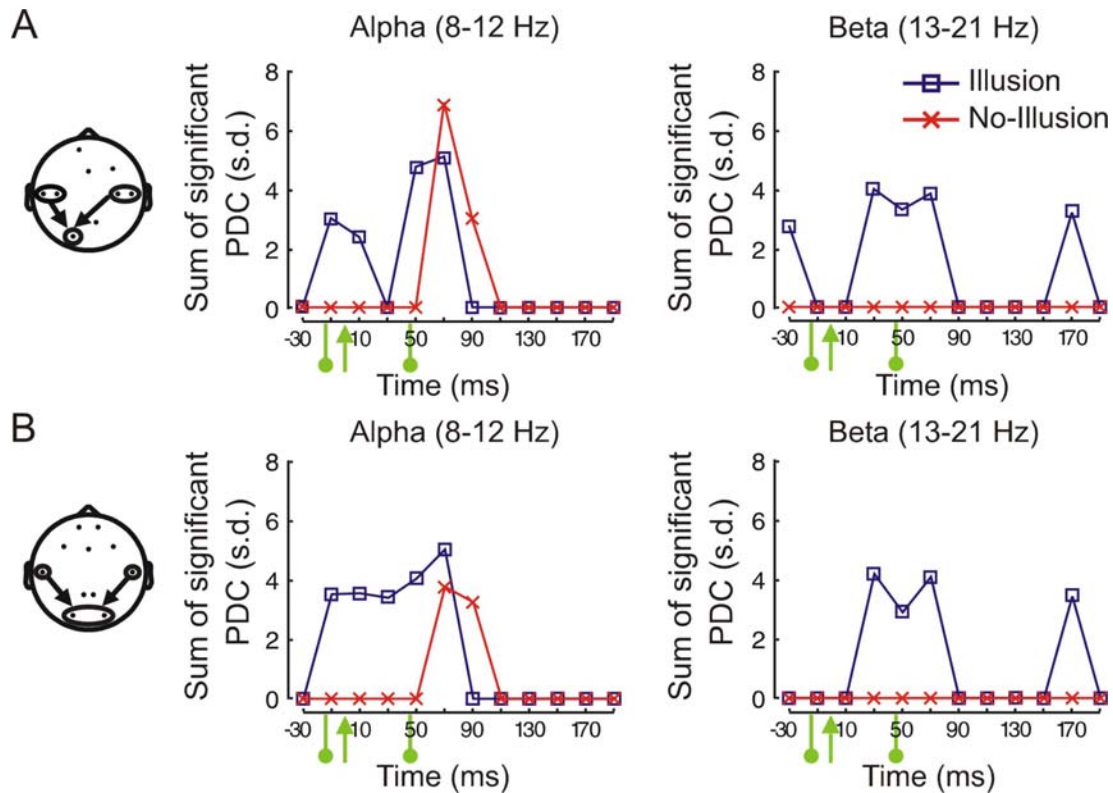 A
Alpha (8-12 Hz)
Beta (13-21 Hz)
Sum of significant
PDC (s.d.)
8
6
4
2
0
-30 10 50 90 130 170
Time (ms)
Sum of significant
PDC (s.d.)
8
6
4
2
0
Illusion
No-Illusion
-30 10 50 90 130 170
Time (ms)
B
Alpha (8-12 Hz)
Beta (13-21 Hz)
Sum of significant
PDC (s.d.)
8
6
4
2
0
-30 10 50 90 130 170
Time (ms)
Sum of significant
PDC (s.d.)
8
6
4
2
0
-30 10 50 90 130 170
Time (ms)